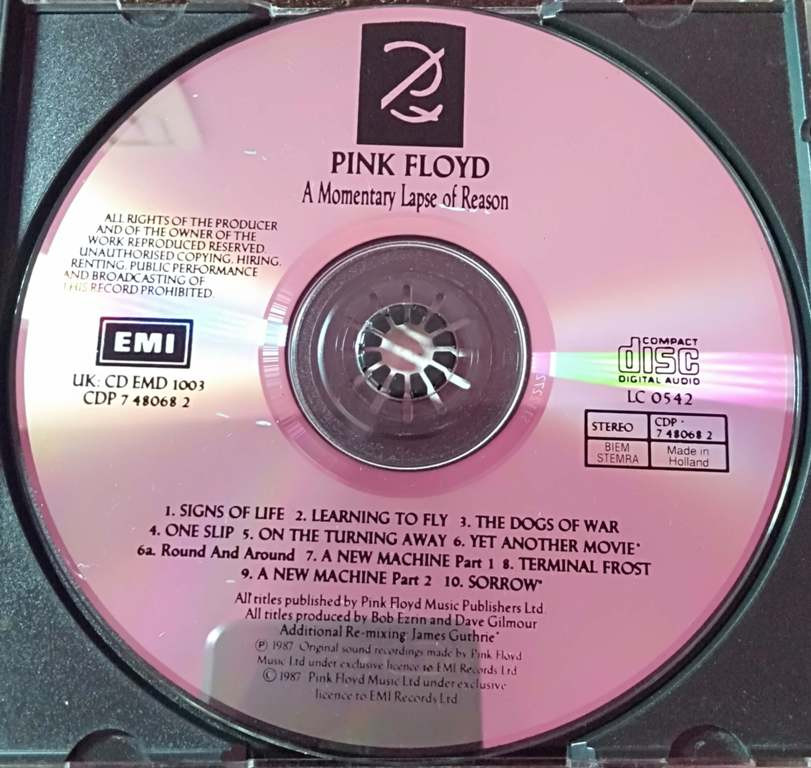 PINK FLOYD
A Momentary Lapse of Reason
ALL RIGHTS OF THE PRODUCER
AND OF THE OWNER OF THE
WORK REPRODUCED RESERVED.
UNAUTHORISED COPYING, HIRING,
RENTING, PUBLIC PERFORMANCE
AND BROADCASTING OF
THIS RECORD PROHIBITED.
EMI
UK: CD EMD 1003
CDP 7 48068 2
COMPACT
disc
DIGITAL AUDIO
LC 0542
STEREO
CDP
7 48068 2
BIEM
STEMRA
Made in
Holland
1. SIGNS OF LIFE 2. LEARNING TO FLY 3. THE DOGS OF WAR
4. ONE SLIP 5. ON THE TURNING AWAY 6. YET ANOTHER MOVIE*
6a. Round And Around 7. A NEW MACHINE Part 1 8. TERMINAL FROST
9. A NEW MACHINE Part 2 10. SORROW*
All titles published by Pink Floyd Music Publishers Ltd
All titles produced by Bob Ezrin and Dave Gilmour
Additional Re-mixing: James Guthrie*
℗ 1987 Original sound recordings made by Pink Floyd
Music Ltd under exclusive licence to EMI Records Ltd
© 1987 Pink Floyd Music Ltd under exclusive
licence to EMI Records Ltd